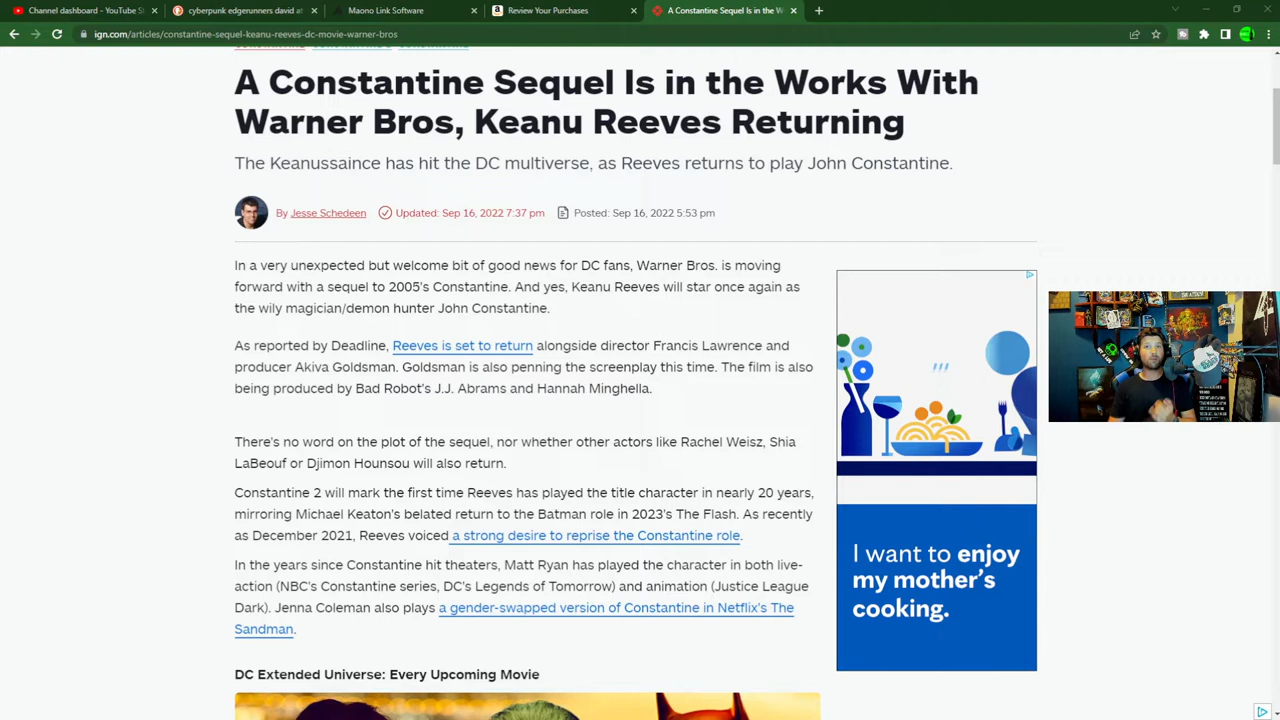 Channel dashboard - YouTube St
cyberpunk edgerunners david at
Maono Link Software
Review Your Purchases
A Constantine Sequel Is in the W
ign.com/articles/constantine-sequel-keanu-reeves-dc-movie-warner-bros
A Constantine Sequel Is in the Works With
Warner Bros, Keanu Reeves Returning
The Keanussaince has hit the DC multiverse, as Reeves returns to play John Constantine.
By Jesse Schedeen Updated: Sep 16, 2022 7:37 pm Posted: Sep 16, 2022 5:53 pm
In a very unexpected but welcome bit of good news for DC fans, Warner Bros. is moving
forward with a sequel to 2005's Constantine. And yes, Keanu Reeves will star once again as
the wily magician/demon hunter John Constantine.
As reported by Deadline, Reeves is set to return alongside director Francis Lawrence and
producer Akiva Goldsman. Goldsman is also penning the screenplay this time. The film is also
being produced by Bad Robot's J.J. Abrams and Hannah Minghella.
There's no word on the plot of the sequel, nor whether other actors like Rachel Weisz, Shia
LaBeouf or Djimon Hounsou will also return.
Constantine 2 will mark the first time Reeves has played the title character in nearly 20 years,
mirroring Michael Keaton's belated return to the Batman role in 2023's The Flash. As recently
as December 2021, Reeves voiced a strong desire to reprise the Constantine role.
In the years since Constantine hit theaters, Matt Ryan has played the character in both live-
action (NBC's Constantine series, DC's Legends of Tomorrow) and animation (Justice League
Dark). Jenna Coleman also plays a gender-swapped version of Constantine in Netflix's The
Sandman.
DC Extended Universe: Every Upcoming Movie
I want to enjoy
my mother's
cooking.